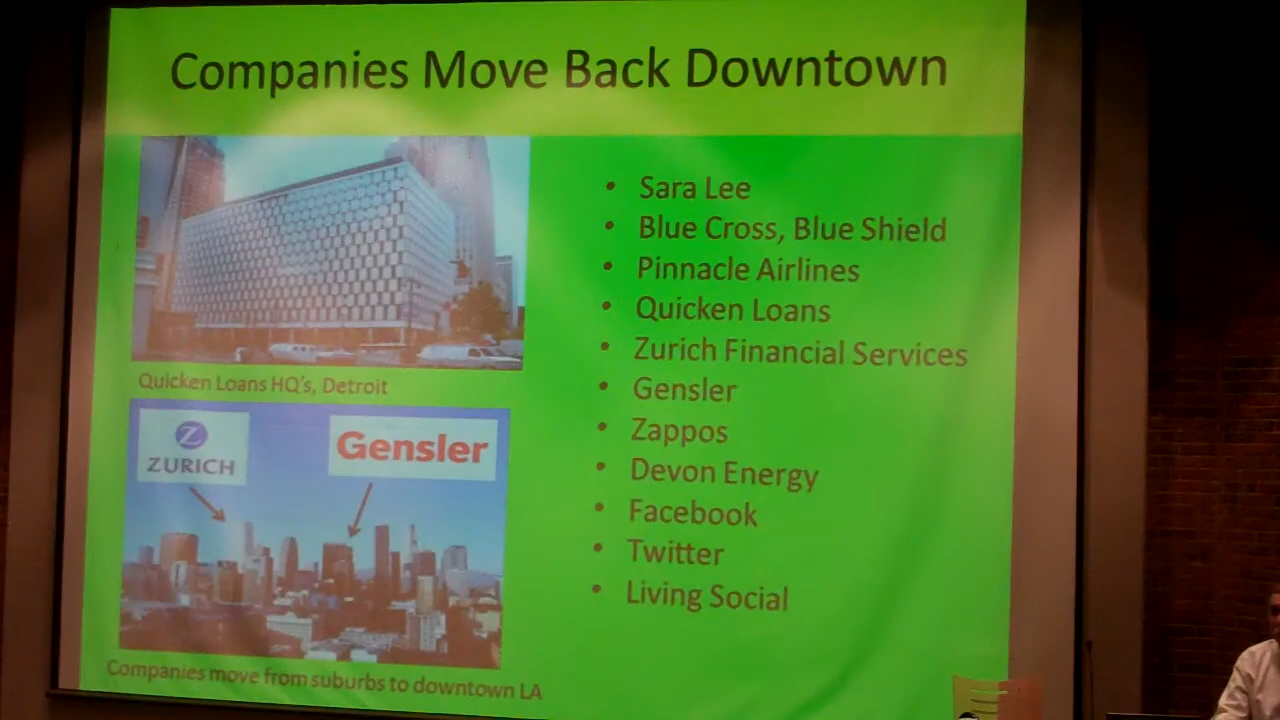 Companies Move Back Downtown
Quicken Loans HQ's, Detroit
Z
ZURICH
Gensler
Companies move from suburbs to downtown LA
• Sara Lee
• Blue Cross, Blue Shield
• Pinnacle Airlines
• Quicken Loans
• Zurich Financial Services
• Gensler
• Zappos
• Devon Energy
• Facebook
• Twitter
• Living Social